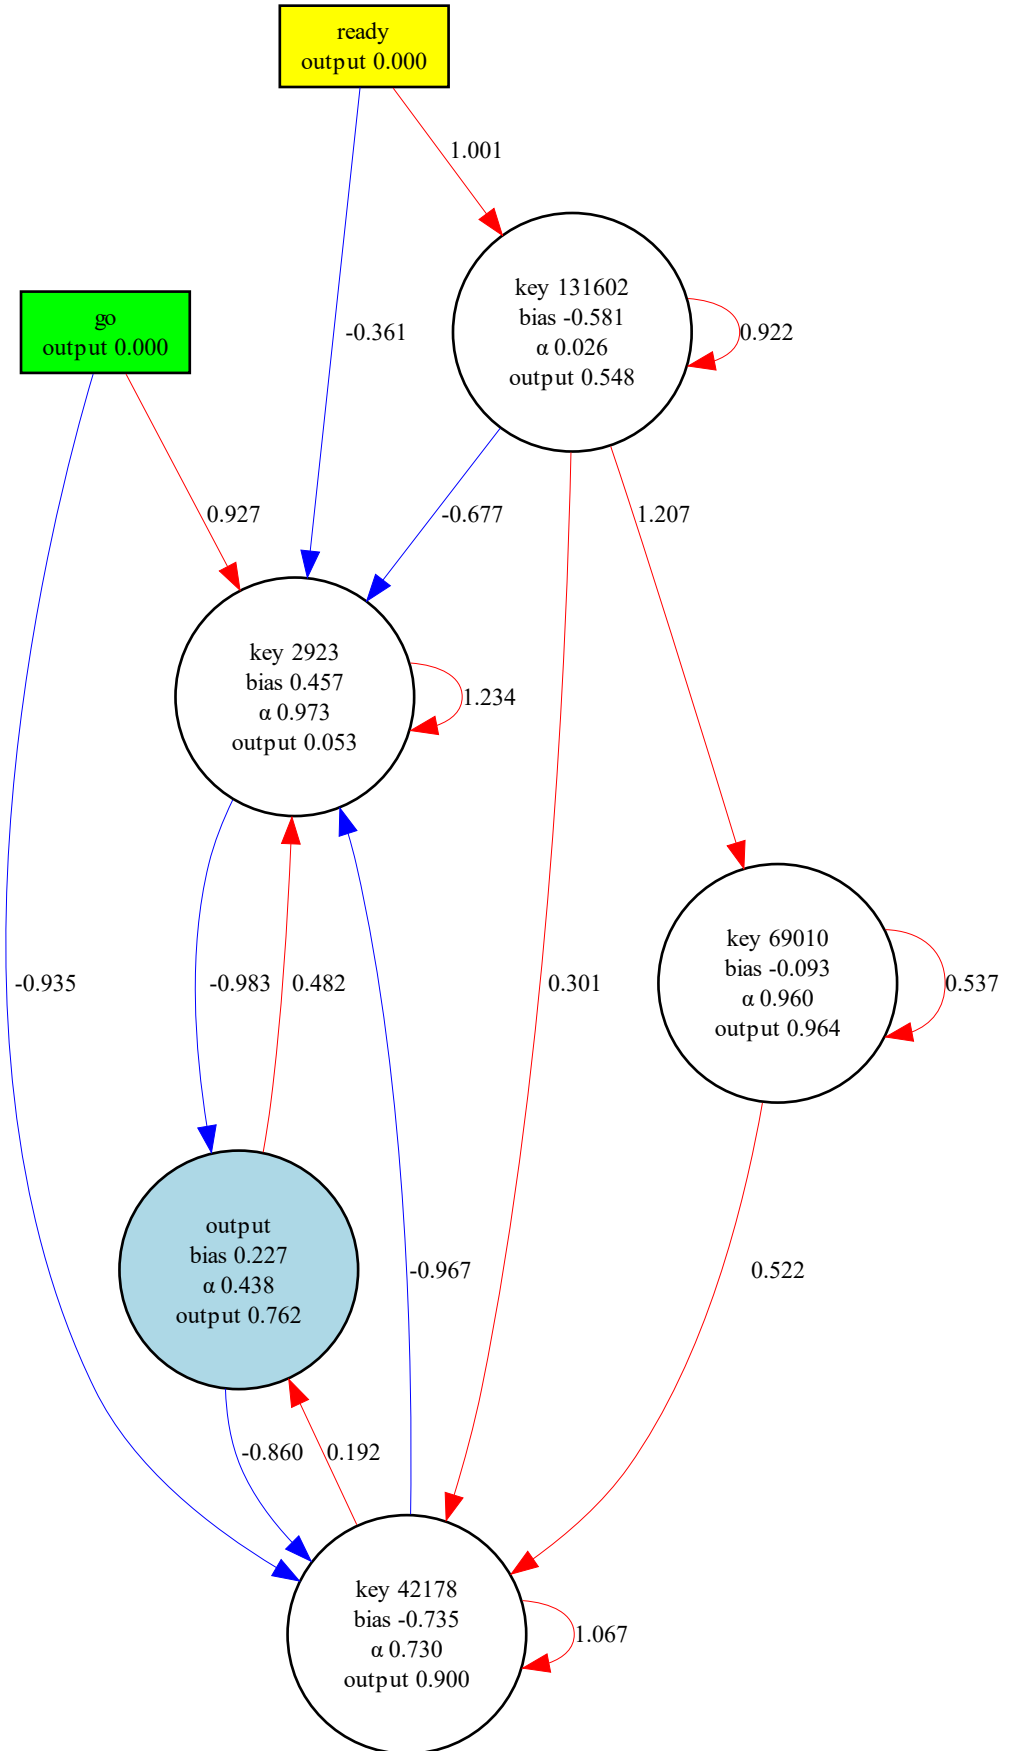 ready
output 0.000
1.001
key 131602
bias -0.581
α 0.026
output 0.548
0.922
go
output 0.000
-0.361
0.927
-0.677
1.207
key 2923
bias 0.457
α 0.973
output 0.053
1.234
key 69010
bias -0.093
α 0.960
output 0.964
0.537
-0.935
-0.983
0.482
0.301
output
bias 0.227
α 0.438
output 0.762
-0.967
0.522
-0.860
0.192
key 42178
bias -0.735
α 0.730
output 0.900
1.067